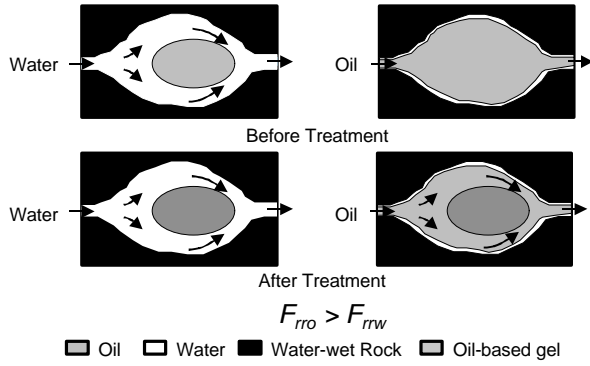 Water
Oil
Before Treatment
Water
Oil
After Treatment
Frro > Frrw
Oil Water Water-wet Rock Oil-based gel